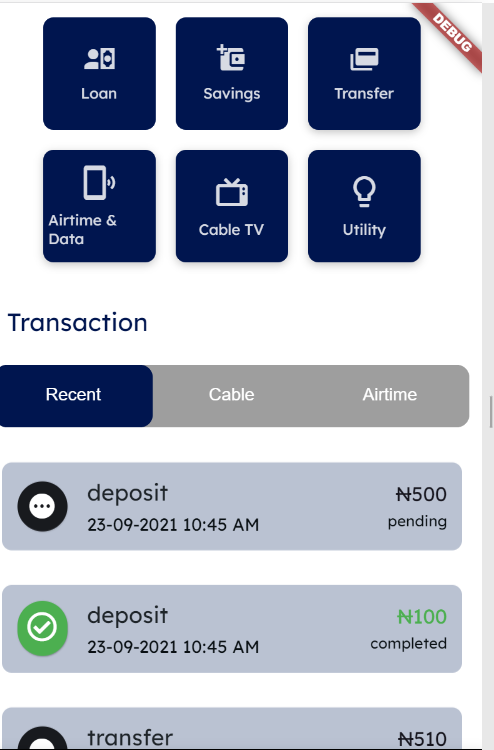 DEBUG
Loan
Savings
Transfer
Airtime &
Data
Cable TV
Utility
Transaction
Recent
Cable
Airtime
deposit
₦500
23-09-2021 10:45 AM
pending
deposit
₦100
23-09-2021 10:45 AM
completed
transfer
₦510